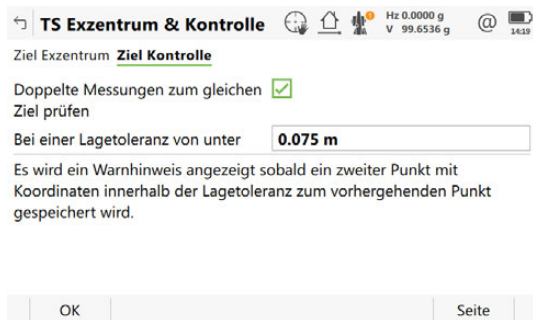 TS Exzentrum & Kontrolle
Hz 0.0000 g
V 99.6536 g
@
14:19
Ziel Exzentrum Ziel Kontrolle
Doppelte Messungen zum gleichen
Ziel prüfen
Bei einer Lagetoleranz von unter 0.075 m
Es wird ein Warnhinweis angezeigt sobald ein zweiter Punkt mit
Koordinaten innerhalb der Lagetoleranz zum vorhergehenden Punkt
gespeichert wird.
OK Seite